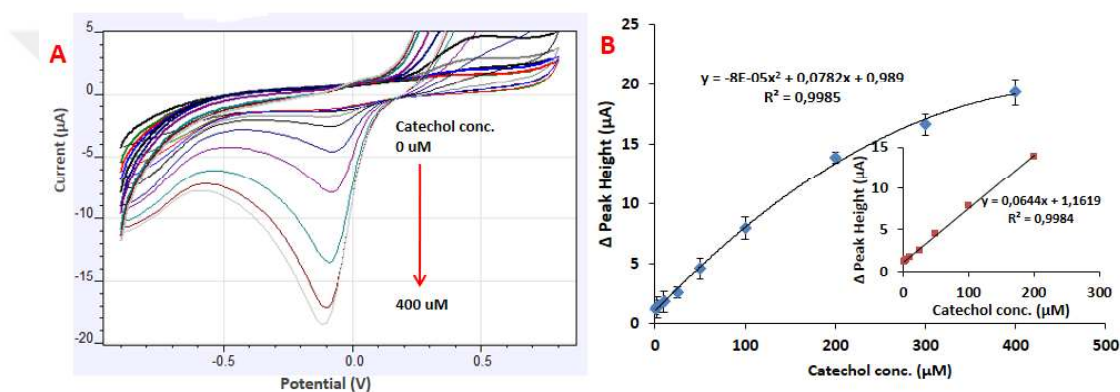 A
5
0
-5
-10
-15
-20
-0.5
0.0
0.5
Current (µA)
Potential (V)
Catechol conc.
0 uM
400 uM
B
25
20
15
10
5
0
0
100
200
300
400
500
Δ Peak Height (µA)
Catechol conc. (µM)
y = -8E-05x² + 0,0782x + 0,989
R² = 0,9985
15
10
5
0
0
100
200
300
Δ Peak Height (µA)
Catechol conc. (µM)
y = 0,0644x + 1,1619
R² = 0,9984